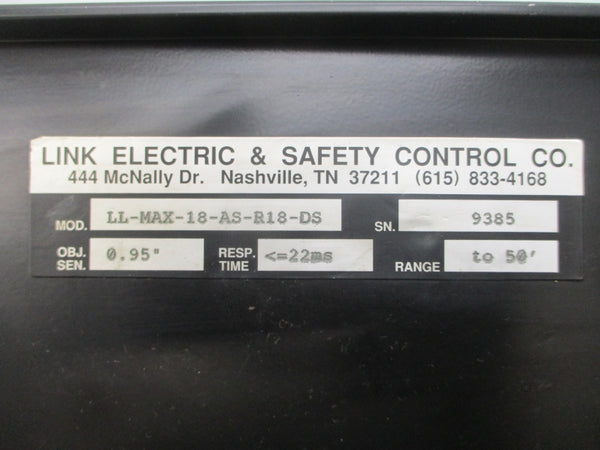 LINK ELECTRIC & SAFETY CONTROL CO.
444 McNally Dr. Nashville, TN 37211 (615) 833-4168
MOD. LL-MAX-18-AS-R18-DS SN. 9385
OBJ. SEN. 0.95" RESP. TIME <=22ms RANGE to 50'